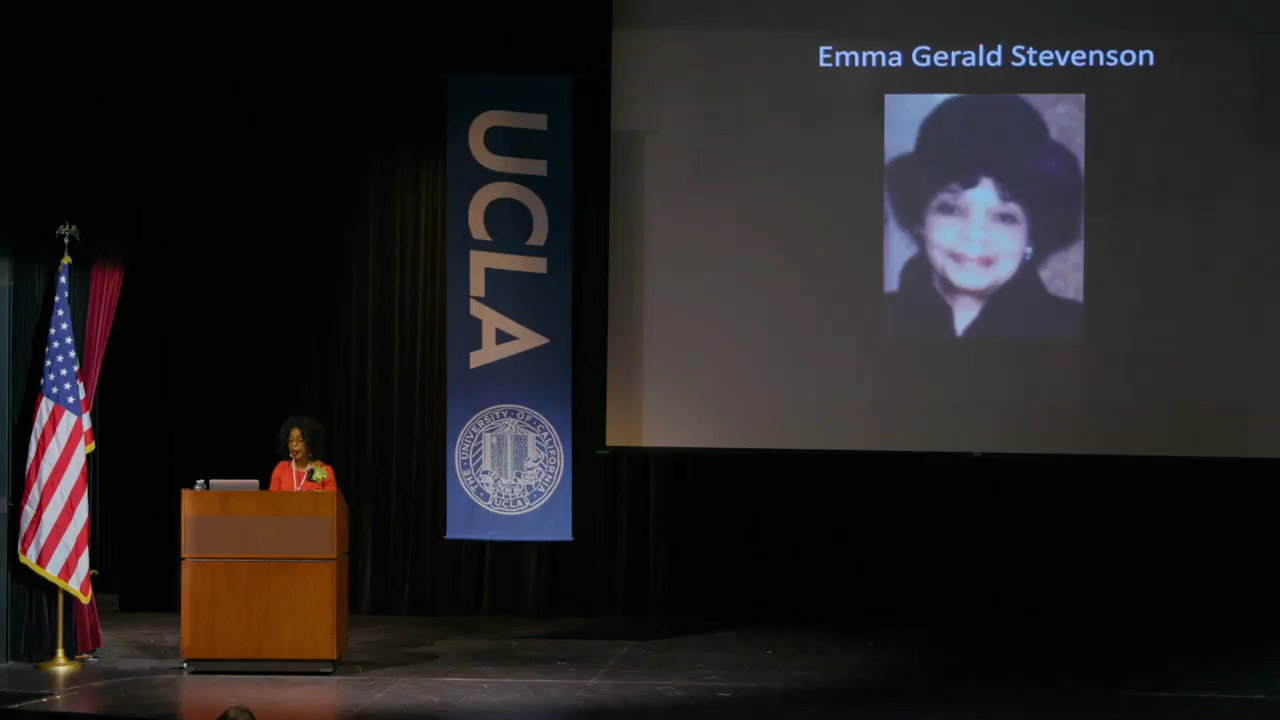 Emma Gerald Stevenson
UCLA
THE · UNIVERSITY · OF · CALIFORNIA
UCLA